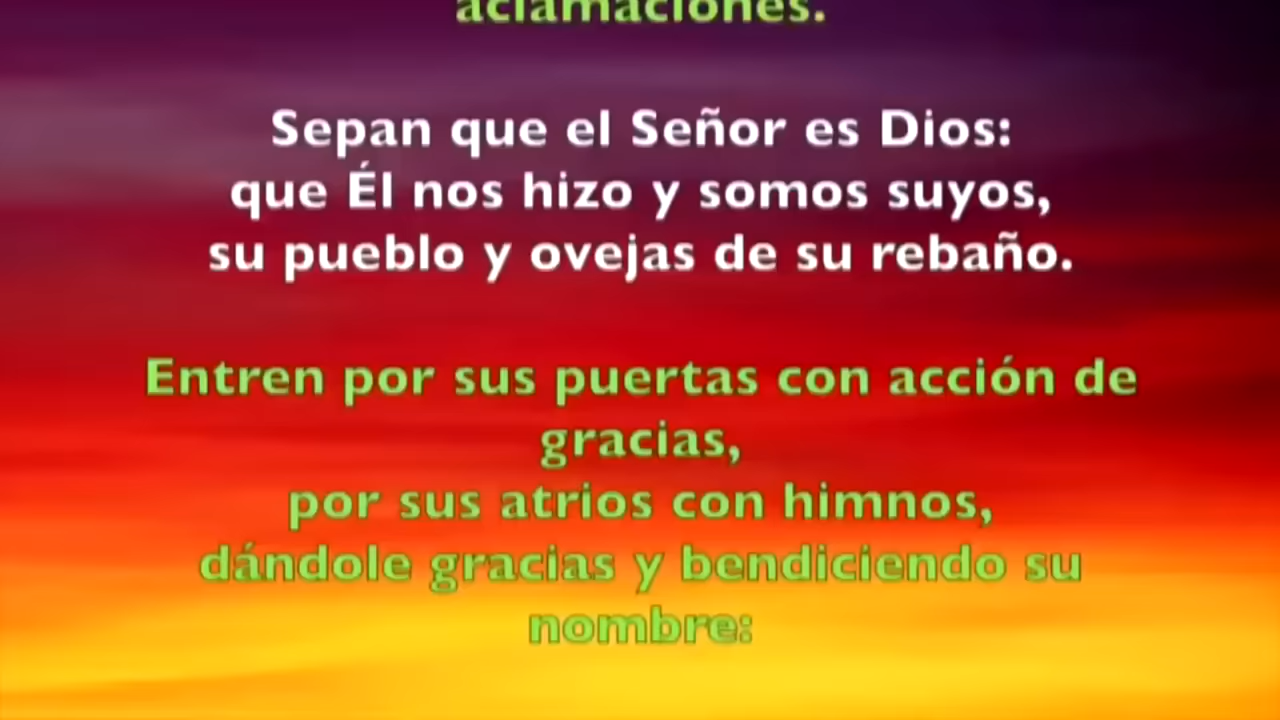 aclamaciones.
Sepan que el Señor es Dios:
que Él nos hizo y somos suyos,
su pueblo y ovejas de su rebaño.
Entren por sus puertas con acción de
gracias,
por sus atrios con himnos,
dándole gracias y bendiciendo su
nombre: